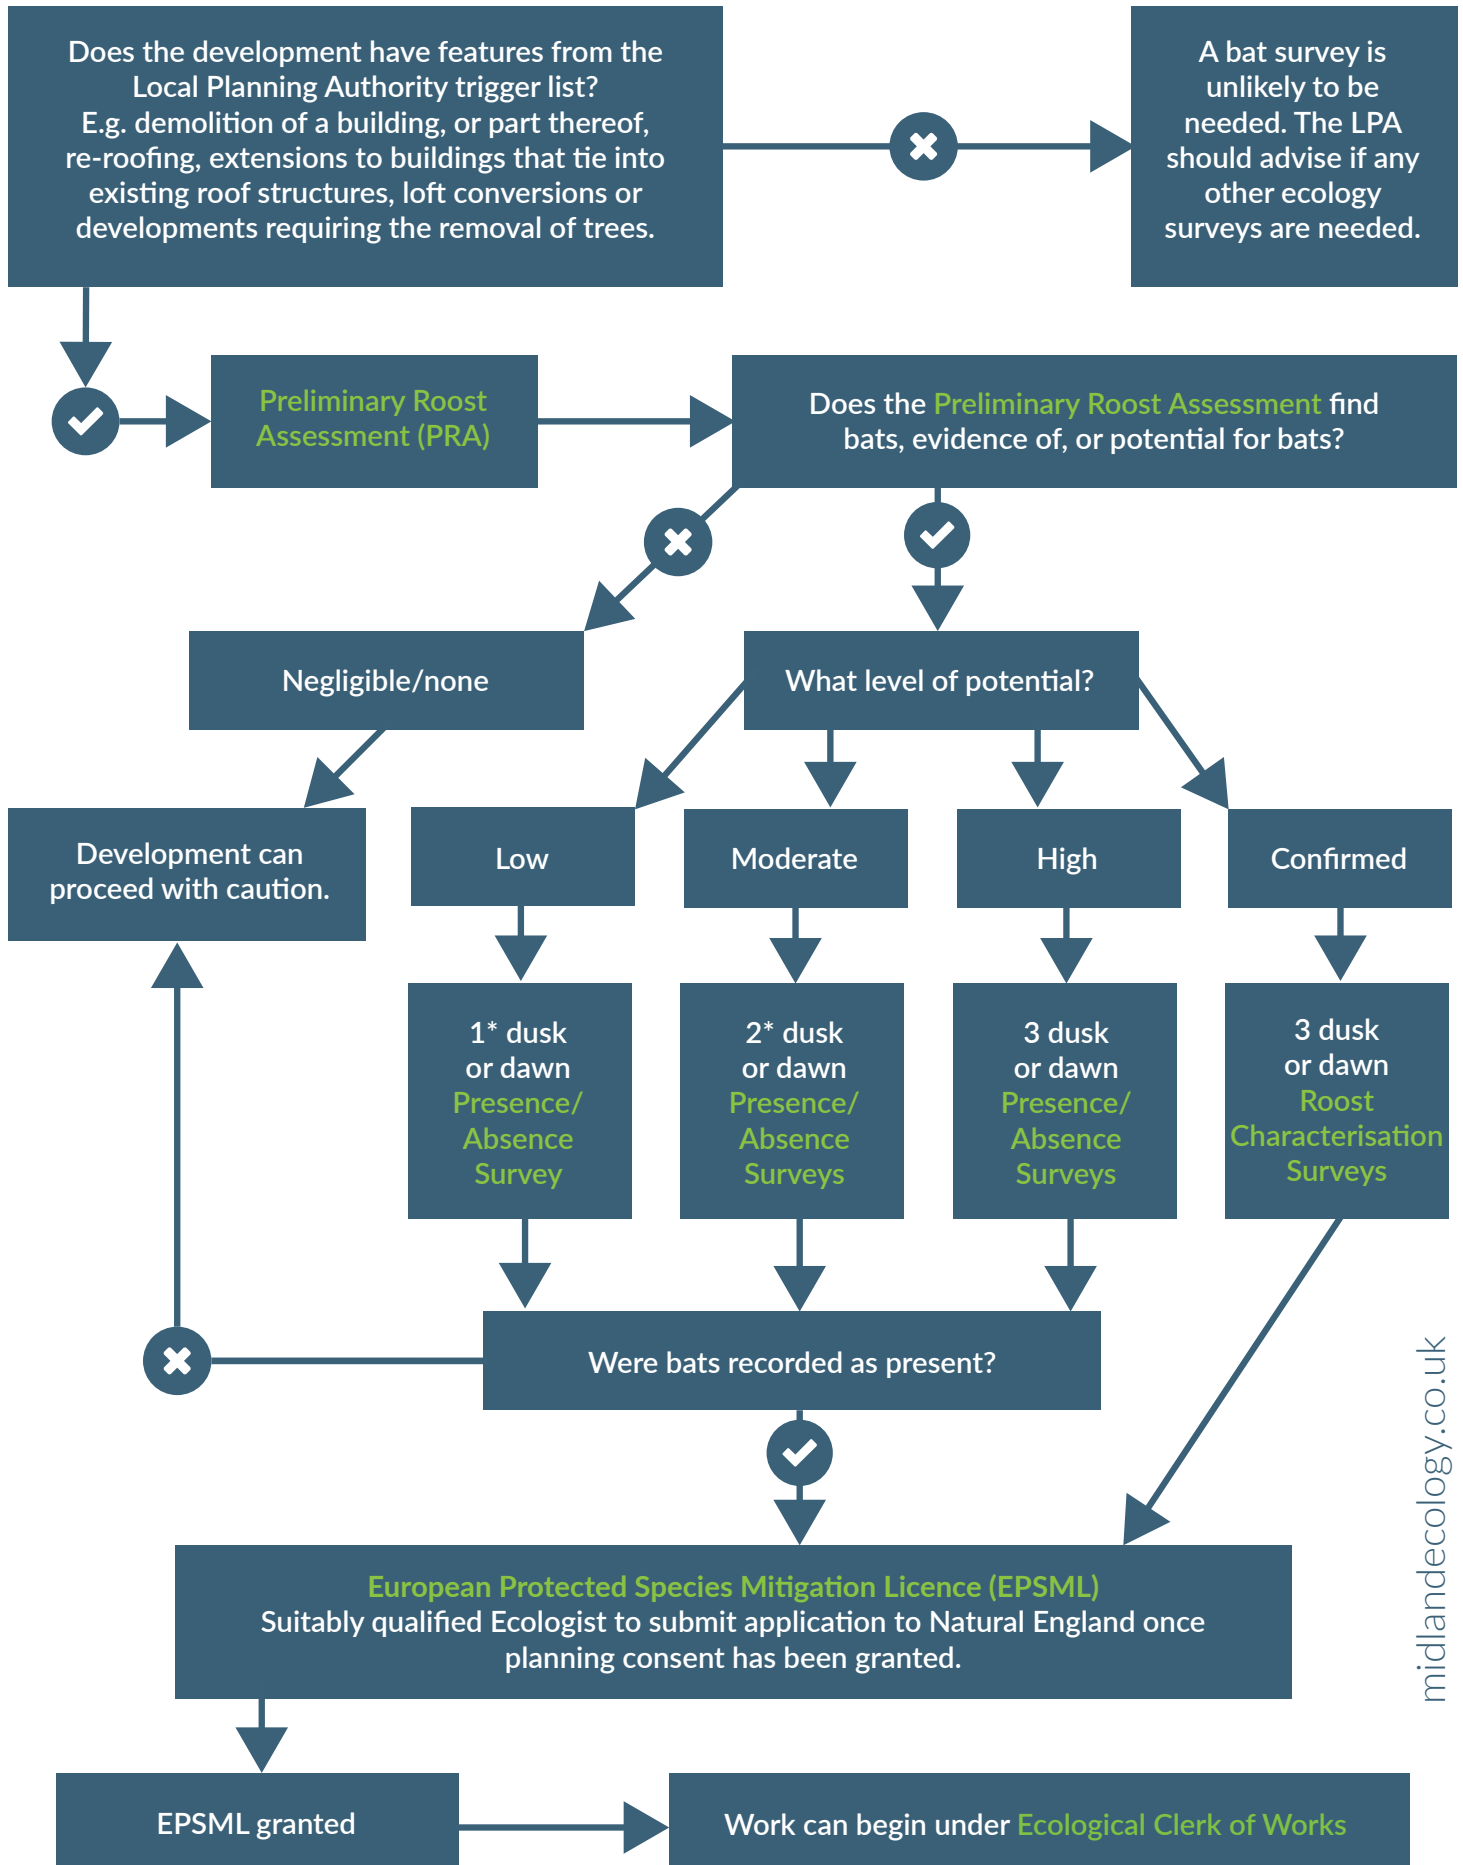 Does the development have features from the
Local Planning Authority trigger list?
E.g. demolition of a building, or part thereof,
re-roofing, extensions to buildings that tie into
existing roof structures, loft conversions or
developments requiring the removal of trees.
A bat survey is
unlikely to be
needed. The LPA
should advise if any
other ecology
surveys are needed.
Preliminary Roost
Assessment (PRA)
Does the Preliminary Roost Assessment find
bats, evidence of, or potential for bats?
Negligible/none
What level of potential?
Development can
proceed with caution.
Low
Moderate
High
Confirmed
1* dusk
or dawn
Presence/
Absence
Survey
2* dusk
or dawn
Presence/
Absence
Surveys
3 dusk
or dawn
Presence/
Absence
Surveys
3 dusk
or dawn
Roost
Characterisation
Surveys
Were bats recorded as present?
European Protected Species Mitigation Licence (EPSML)
Suitably qualified Ecologist to submit application to Natural England once
planning consent has been granted.
EPSML granted
Work can begin under Ecological Clerk of Works
midlandecology.co.uk